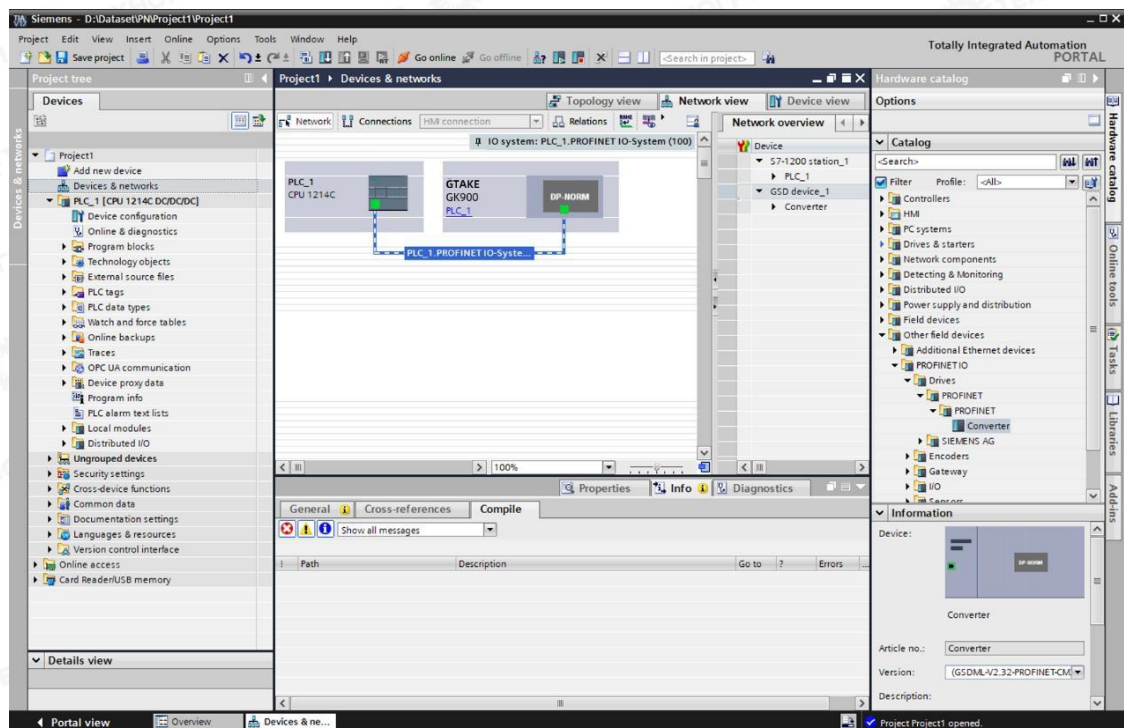 Siemens - D:\Dataset\PN\Project1\Project1
Project Edit View Insert Online Options Tools Window Help
Save project Go online Go offline <Search in project>
Totally Integrated Automation
PORTAL
Project tree
Devices
Devices & networks
Project1
Add new device
Devices & networks
PLC_1 [CPU 1214C DC/DC/DC]
Device configuration
Online & diagnostics
Program blocks
Technology objects
External source files
PLC tags
PLC data types
Watch and force tables
Online backups
Traces
OPC UA communication
Device proxy data
Program info
PLC alarm text lists
Local modules
Distributed I/O
Ungrouped devices
Security settings
Cross-device functions
Common data
Documentation settings
Languages & resources
Version control interface
Online access
Card Reader/USB memory
Details view
Project1 Devices & networks
Topology view Network view Device view
Network Connections HMI connection Relations
IO system: PLC_1.PROFINET IO-System (100)
PLC_1
CPU 1214C
GTAKE
GK900
PLC_1
DP-NORM
PLC_1.PROFINET IO-Syste...
100%
Network overview
Device
S7-1200 station_1
PLC_1
GSD device_1
Converter
Properties Info Diagnostics
General Cross-references Compile
Show all messages
! Path Description Go to ? Errors ...
Hardware catalog
Options
Catalog
<Search>
Filter Profile: <All>
Controllers
HMI
PC systems
Drives & starters
Network components
Detecting & Monitoring
Distributed I/O
Power supply and distribution
Field devices
Other field devices
Additional Ethernet devices
PROFINET IO
Drives
PROFINET
PROFINET
Converter
SIEMENS AG
Encoders
Gateway
I/O
Sensors
Information
Device:
DP-NORM
Converter
Article no.: Converter
Version: (GSDML-V2.32-PROFINET-CM
Description:
Hardware catalog
Online tools
Tasks
Libraries
Add-ins
Portal view Overview Devices & ne...
Project Project1 opened.